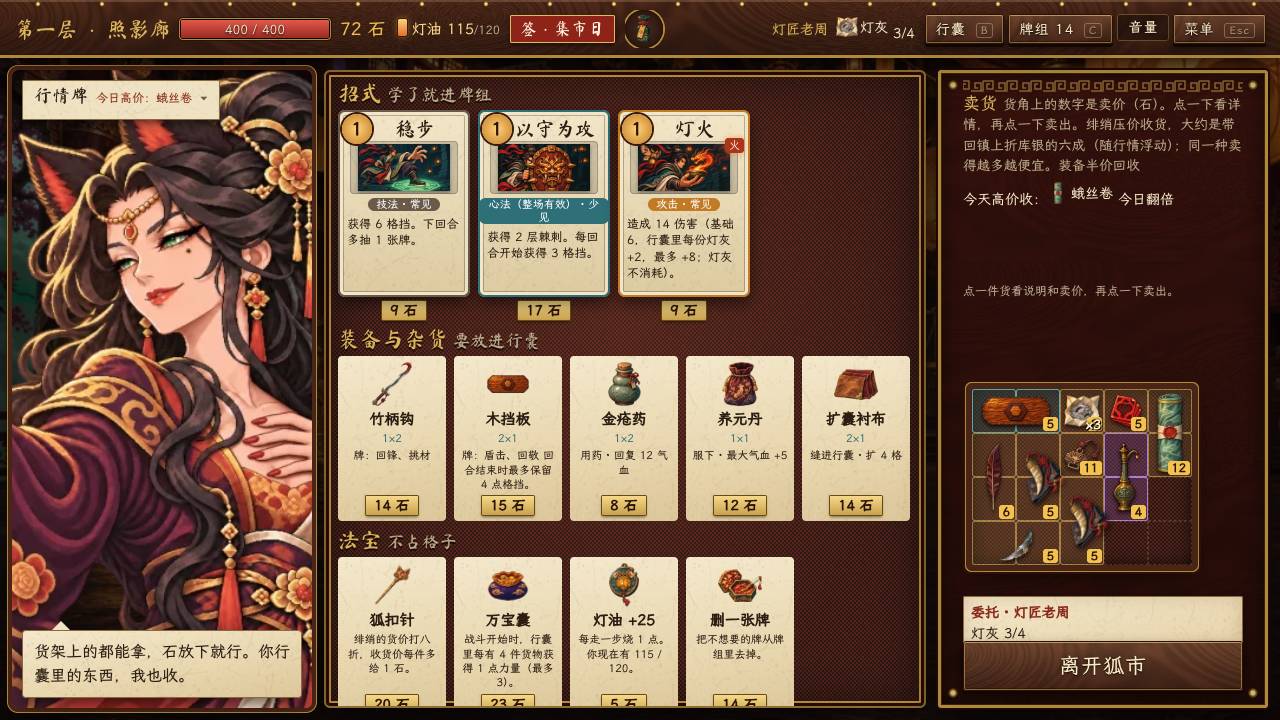 第一层 · 照影廊
400 / 400
72 石
灯油 115/120
签 · 集市日
灯匠老周 灯灰 3/4
行囊 B
牌组 14 C
音量
菜单 Esc
行情牌 今日高价：蛾丝卷
货架上的都能拿，石放下就行。你行
囊里的东西，我也收。
招式 学了就进牌组
1 稳步
技法 · 常见
获得 6 格挡。下回合
多抽 1 张牌。
9 石
1 以守为攻
心法（整场有效）· 少
见
获得 2 层棘刺。每回
合开始获得 3 格挡。
17 石
1 灯火
火
攻击 · 常见
造成 14 伤害（基础
6，行囊里每份灯灰
+2，最多 +8；灯灰
不消耗）。
9 石
装备与杂货 要放进行囊
竹柄钩
1×2
牌：回锋、挑材
14 石
木挡板
2×1
牌：盾击、回敬 回
合结束时最多保留
4 点格挡。
15 石
金疮药
1×2
用药 · 回复 12 气
血
8 石
养元丹
1×1
服下 · 最大气血 +5
12 石
扩囊衬布
2×1
缝进行囊 · 扩 4 格
14 石
法宝 不占格子
狐扣针
绯绡的货价打八
折，收货价每件多
给 1 石。
20 石
万宝囊
战斗开始时，行囊
里每有 4 件货物获
得 1 点力量（最多
3）。
23 石
灯油 +25
每走一步烧 1 点。
你现在有 115 /
120。
5 石
删一张牌
把不想要的牌从牌
组里去掉。
14 石
卖货 货角上的数字是卖价（石）。点一下看详
情，再点一下卖出。绯绡压价收货，大约是带
回镇上折库银的六成（随行情浮动）；同一种卖
得越多越便宜。装备半价回收
今天高价收： 蛾丝卷 今日翻倍
点一件货看说明和卖价，再点一下卖出。
5
x3
5
12
6
5
11
4
5
5
委托 · 灯匠老周
灯灰 3/4
离开狐市